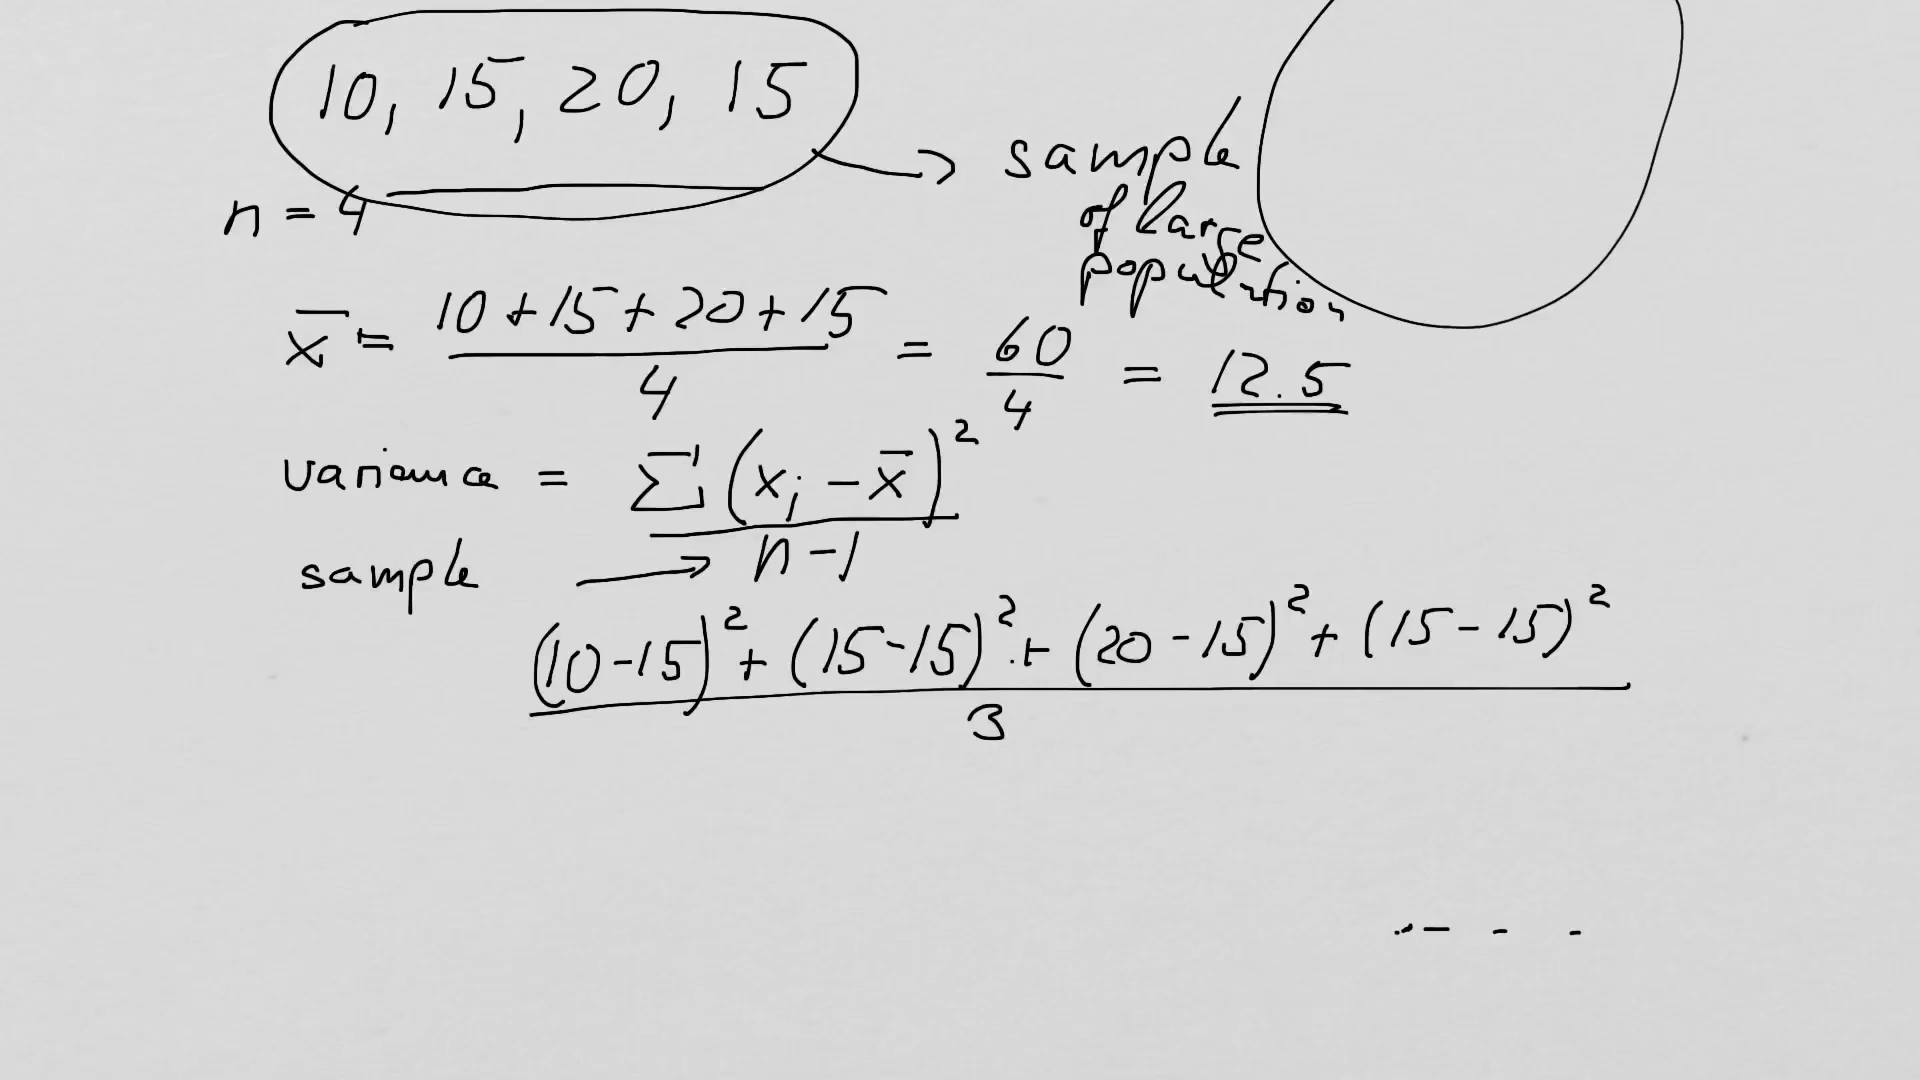 10, 15, 20, 15
sample
of large
population
n = 4
x̄ = (10 + 15 + 20 + 15) / 4 = 60 / 4 = 12.5
variance = Σ (xᵢ - x̄)² / n - 1
sample →
(10 - 15)² + (15 - 15)² + (20 - 15)² + (15 - 15)² / 3